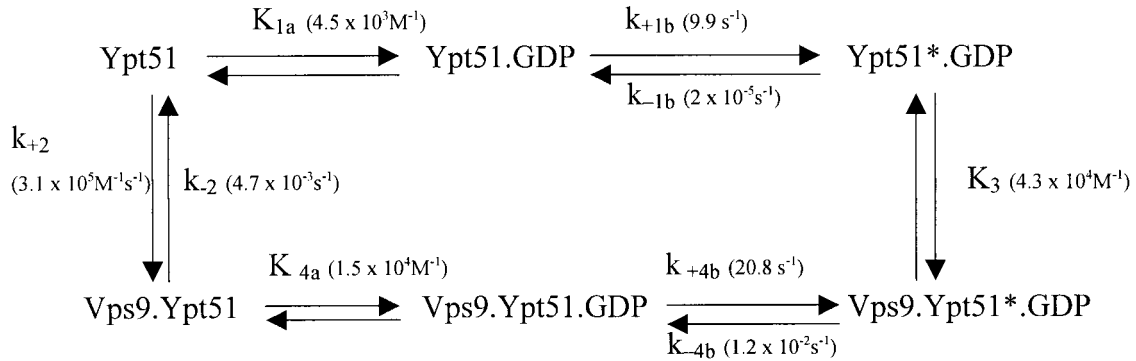 K1a (4.5 x 10³M⁻¹)
k+1b (9.9 s⁻¹)
Ypt51
Ypt51.GDP
Ypt51*.GDP
k–1b (2 x 10⁻⁵s⁻¹)
k+2
(3.1 x 10⁵M⁻¹s⁻¹)
k-2 (4.7 x 10⁻³s⁻¹)
K3 (4.3 x 10⁴M⁻¹)
K 4a (1.5 x 10⁴M⁻¹)
k +4b (20.8 s⁻¹)
Vps9.Ypt51
Vps9.Ypt51.GDP
Vps9.Ypt51*.GDP
k–4b (1.2 x 10⁻²s⁻¹)